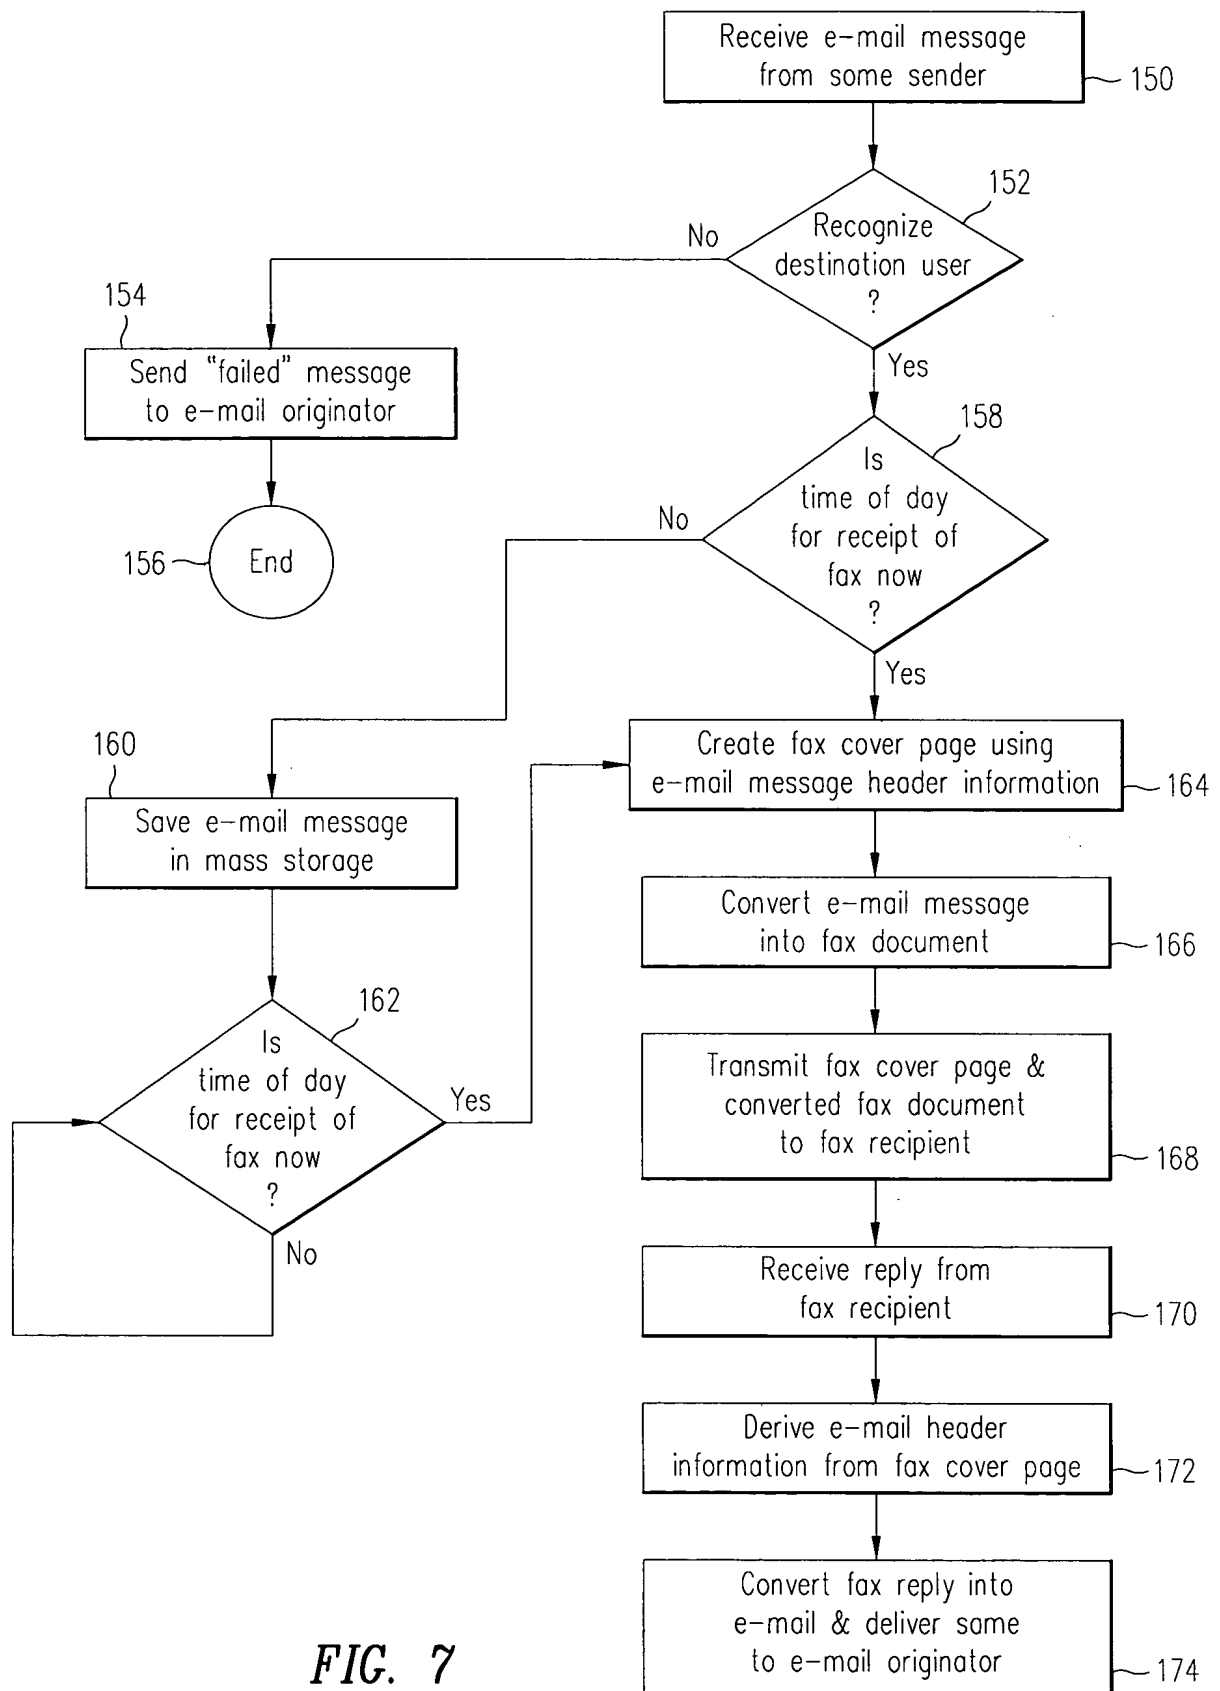 Receive e-mail message
from some sender
150
152
Recognize
destination user
?
No
Yes
154
Send "failed" message
to e-mail originator
156
End
158
Is
time of day
for receipt of
fax now
?
No
Yes
160
Save e-mail message
in mass storage
162
Is
time of day
for receipt of
fax now
?
Yes
No
Create fax cover page using
e-mail message header information
164
Convert e-mail message
into fax document
166
Transmit fax cover page &
converted fax document
to fax recipient
168
Receive reply from
fax recipient
170
Derive e-mail header
information from fax cover page
172
Convert fax reply into
e-mail & deliver same
to e-mail originator
174
FIG. 7